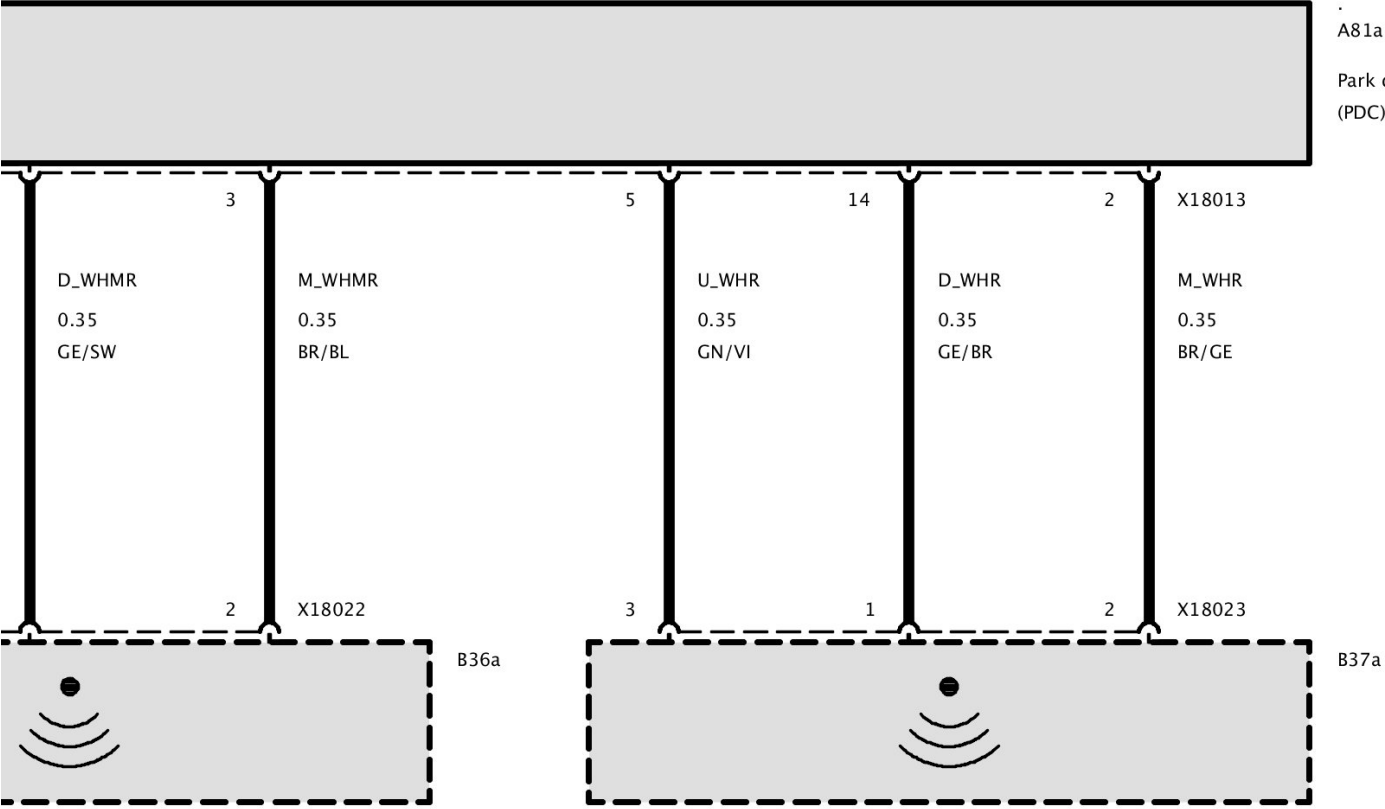 A81a
Park
(PDC)
3
5
14
2
X18013
D_WHMR
0.35
GE/SW
M_WHMR
0.35
BR/BL
U_WHR
0.35
GN/VI
D_WHR
0.35
GE/BR
M_WHR
0.35
BR/GE
2
X18022
3
1
2
X18023
B36a
B37a